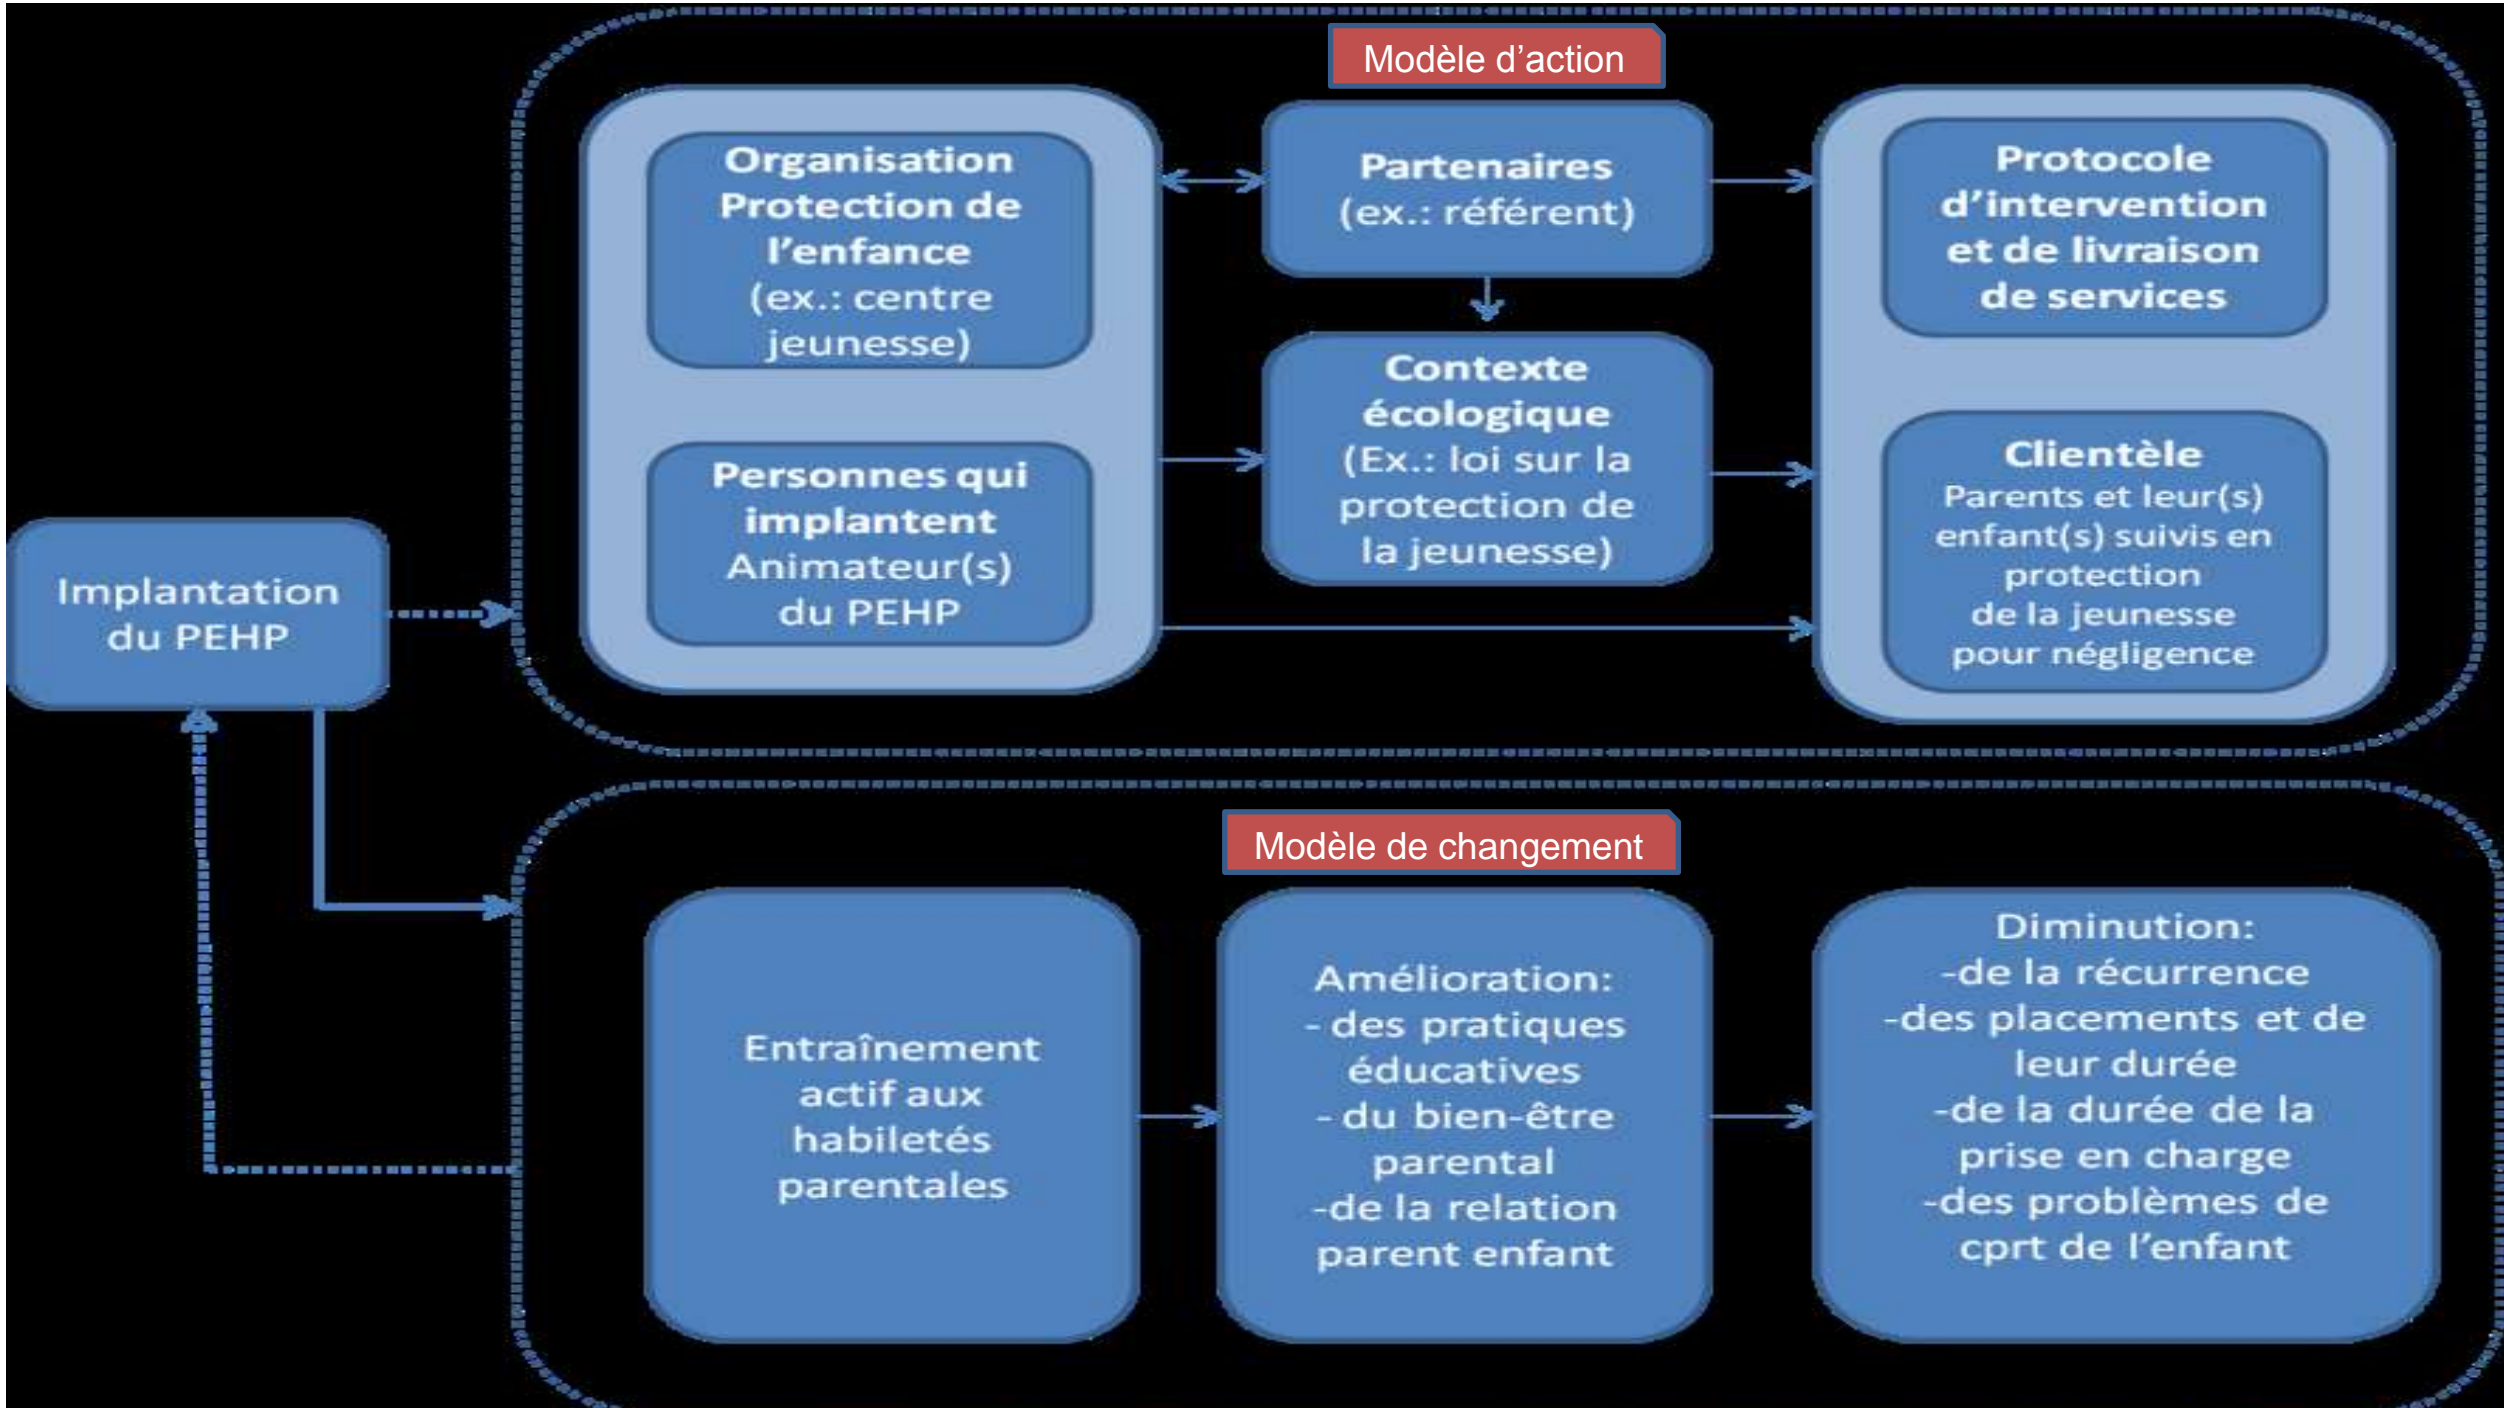 Modèle d'action
Organisation
Protection de
l'enfance
(ex.: centre
jeunesse)
Personnes qui
implantent
Animateur(s)
du PEHP
Partenaires
(ex.: référent)
Contexte
écologique
(Ex.: loi sur la
protection de
la jeunesse)
Protocole
d'intervention
et de livraison
de services
Clientèle
Parents et leur(s)
enfant(s) suivis en
protection
de la jeunesse
pour négligence
Implantation
du PEHP
Modèle de changement
Entraînement
actif aux
habiletés
parentales
Amélioration:
- des pratiques
éducatives
- du bien-être
parental
-de la relation
parent enfant
Diminution:
-de la récurrence
-des placements et de
leur durée
-de la durée de la
prise en charge
-des problèmes de
cprt de l'enfant